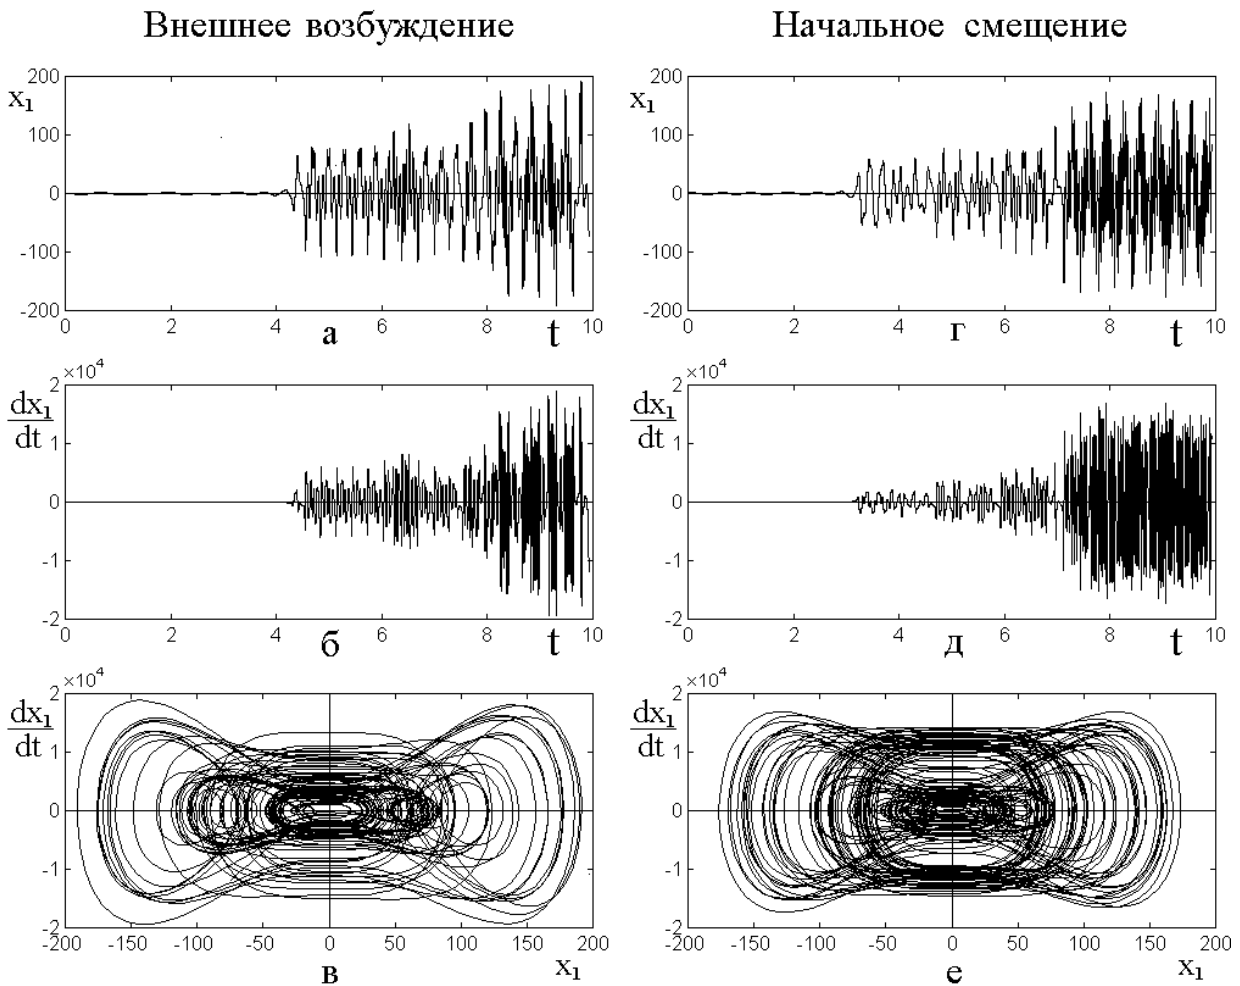 Внешнее возбуждение
Начальное смещение
x₁
200
100
0
-100
-200
0 2 4 6 8 10
а t
x₁
200
100
0
-100
-200
0 2 4 6 8 10
г t
×10⁴
dx₁
dt
2
1
0
-1
-2
0 2 4 6 8 10
б t
×10⁴
dx₁
dt
2
1
0
-1
-2
0 2 4 6 8 10
д t
×10⁴
dx₁
dt
2
1
0
-1
-2
-200 -150 -100 -50 0 50 100 150 200
в x₁
×10⁴
dx₁
dt
2
1
0
-1
-2
-200 -150 -100 -50 0 50 100 150 200
е x₁